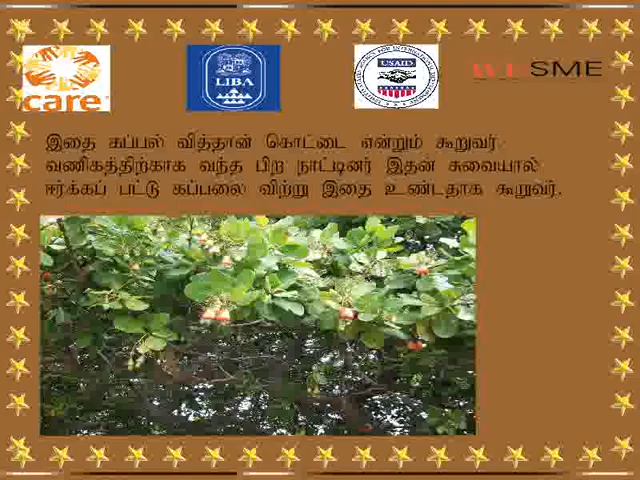 care
LIBA
USAID
SME
இதை கப்பல் வித்தான் கொட்டை என்றும் கூறுவர்.
வணிகத்திற்காக வந்த பிற நாட்டினர் இதன் சுவையால்
ஈர்க்கப் பட்டு கப்பலை விற்று இதை உண்டதாக கூறுவர்.